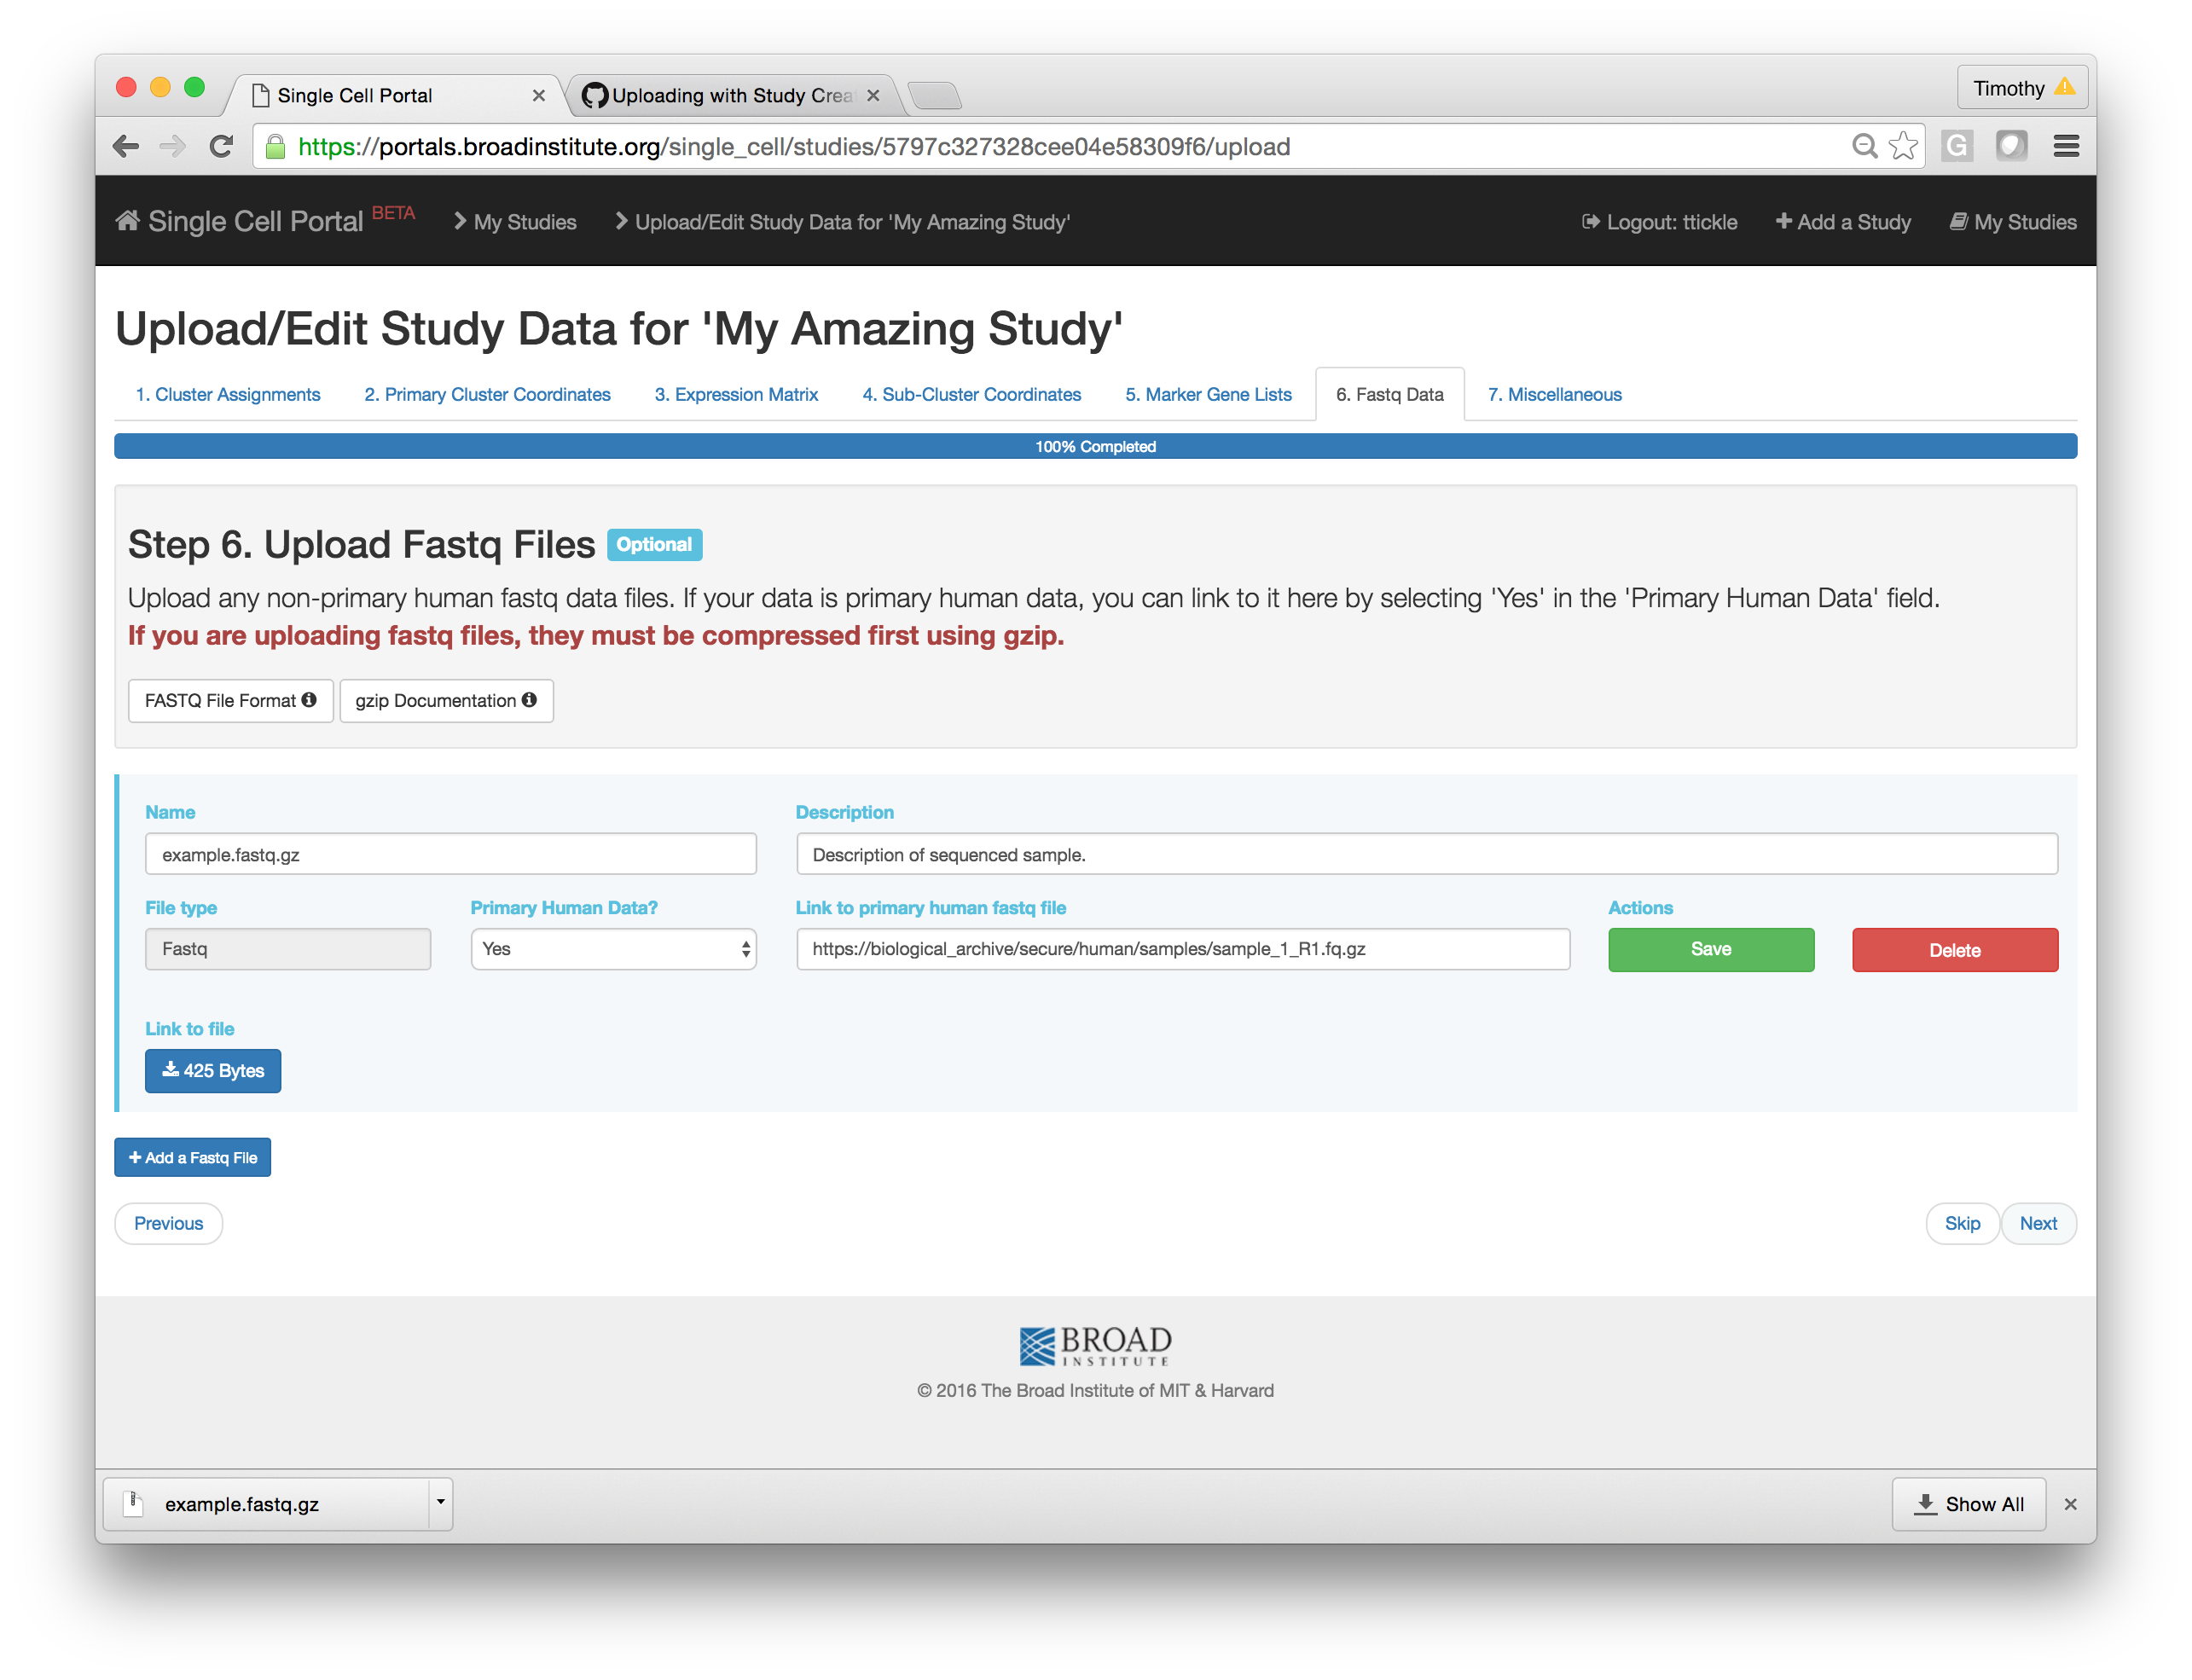 Single Cell Portal
Uploading with Study Crea
Timothy
https://portals.broadinstitute.org/single_cell/studies/5797c327328cee04e58309f6/upload
G
Single Cell Portal BETA My Studies Upload/Edit Study Data for 'My Amazing Study' Logout: ttickle Add a Study My Studies
Upload/Edit Study Data for 'My Amazing Study'
1. Cluster Assignments 2. Primary Cluster Coordinates 3. Expression Matrix 4. Sub-Cluster Coordinates 5. Marker Gene Lists 6. Fastq Data 7. Miscellaneous
100% Completed
Step 6. Upload Fastq Files Optional
Upload any non-primary human fastq data files. If your data is primary human data, you can link to it here by selecting 'Yes' in the 'Primary Human Data' field.
If you are uploading fastq files, they must be compressed first using gzip.
FASTQ File Format gzip Documentation
Name Description
example.fastq.gz Description of sequenced sample.
File type Primary Human Data? Link to primary human fastq file Actions
Fastq Yes https://biological_archive/secure/human/samples/sample_1_R1.fq.gz Save Delete
Link to file
425 Bytes
+ Add a Fastq File
Previous Skip Next
BROAD
INSTITUTE
© 2016 The Broad Institute of MIT & Harvard
example.fastq.gz Show All